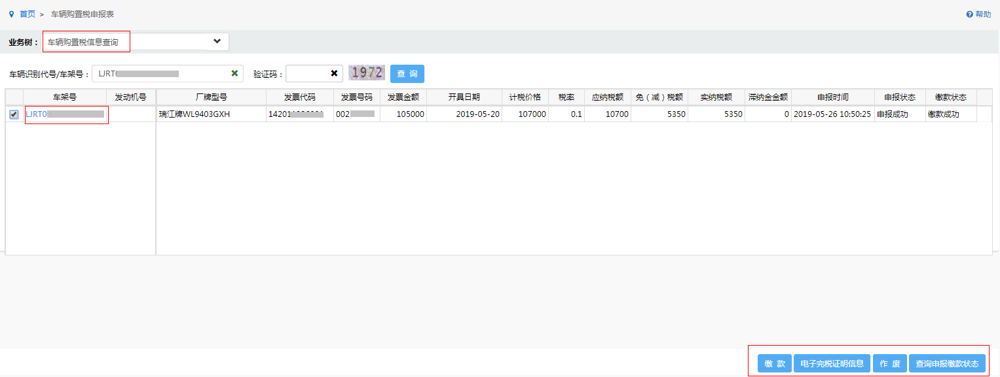 首页 > 车辆购置税申报表 帮助
业务树： 车辆购置税信息查询
车辆识别代号/车架号： LJRT 验证码： 1972 查 询
车架号 发动机号 厂牌型号 发票代码 发票号码 发票金额 开具日期 计税价格 税率 应纳税额 免（减）税额 实纳税额 滞纳金金额 申报时间 申报状态 缴款状态
LJRT0 瑞江牌WL9403GXH 14201 002 105000 2019-05-20 107000 0.1 10700 5350 5350 0 2019-05-26 10:50:25 申报成功 缴款成功
缴 款 电子完税证明信息 作 废 查询申报缴款状态